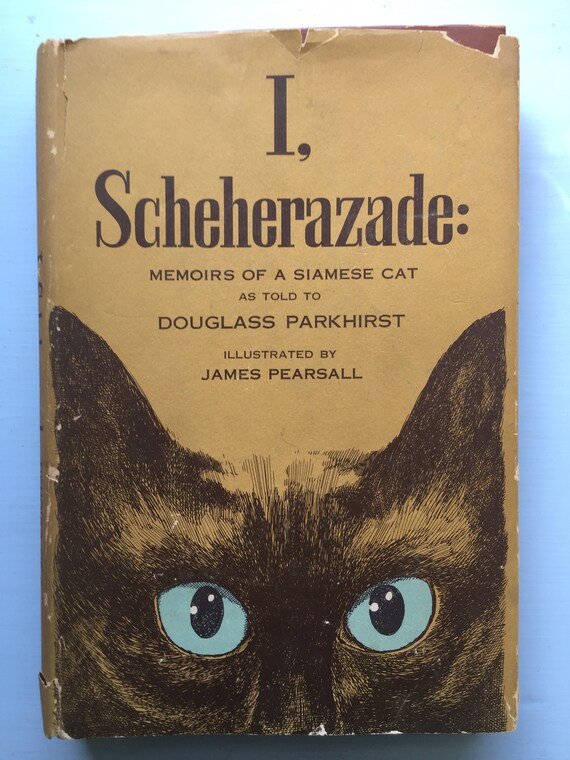 I,
Scheherazade:
MEMOIRS OF A SIAMESE CAT
AS TOLD TO
DOUGLASS PARKHIRST
ILLUSTRATED BY
JAMES PEARSALL